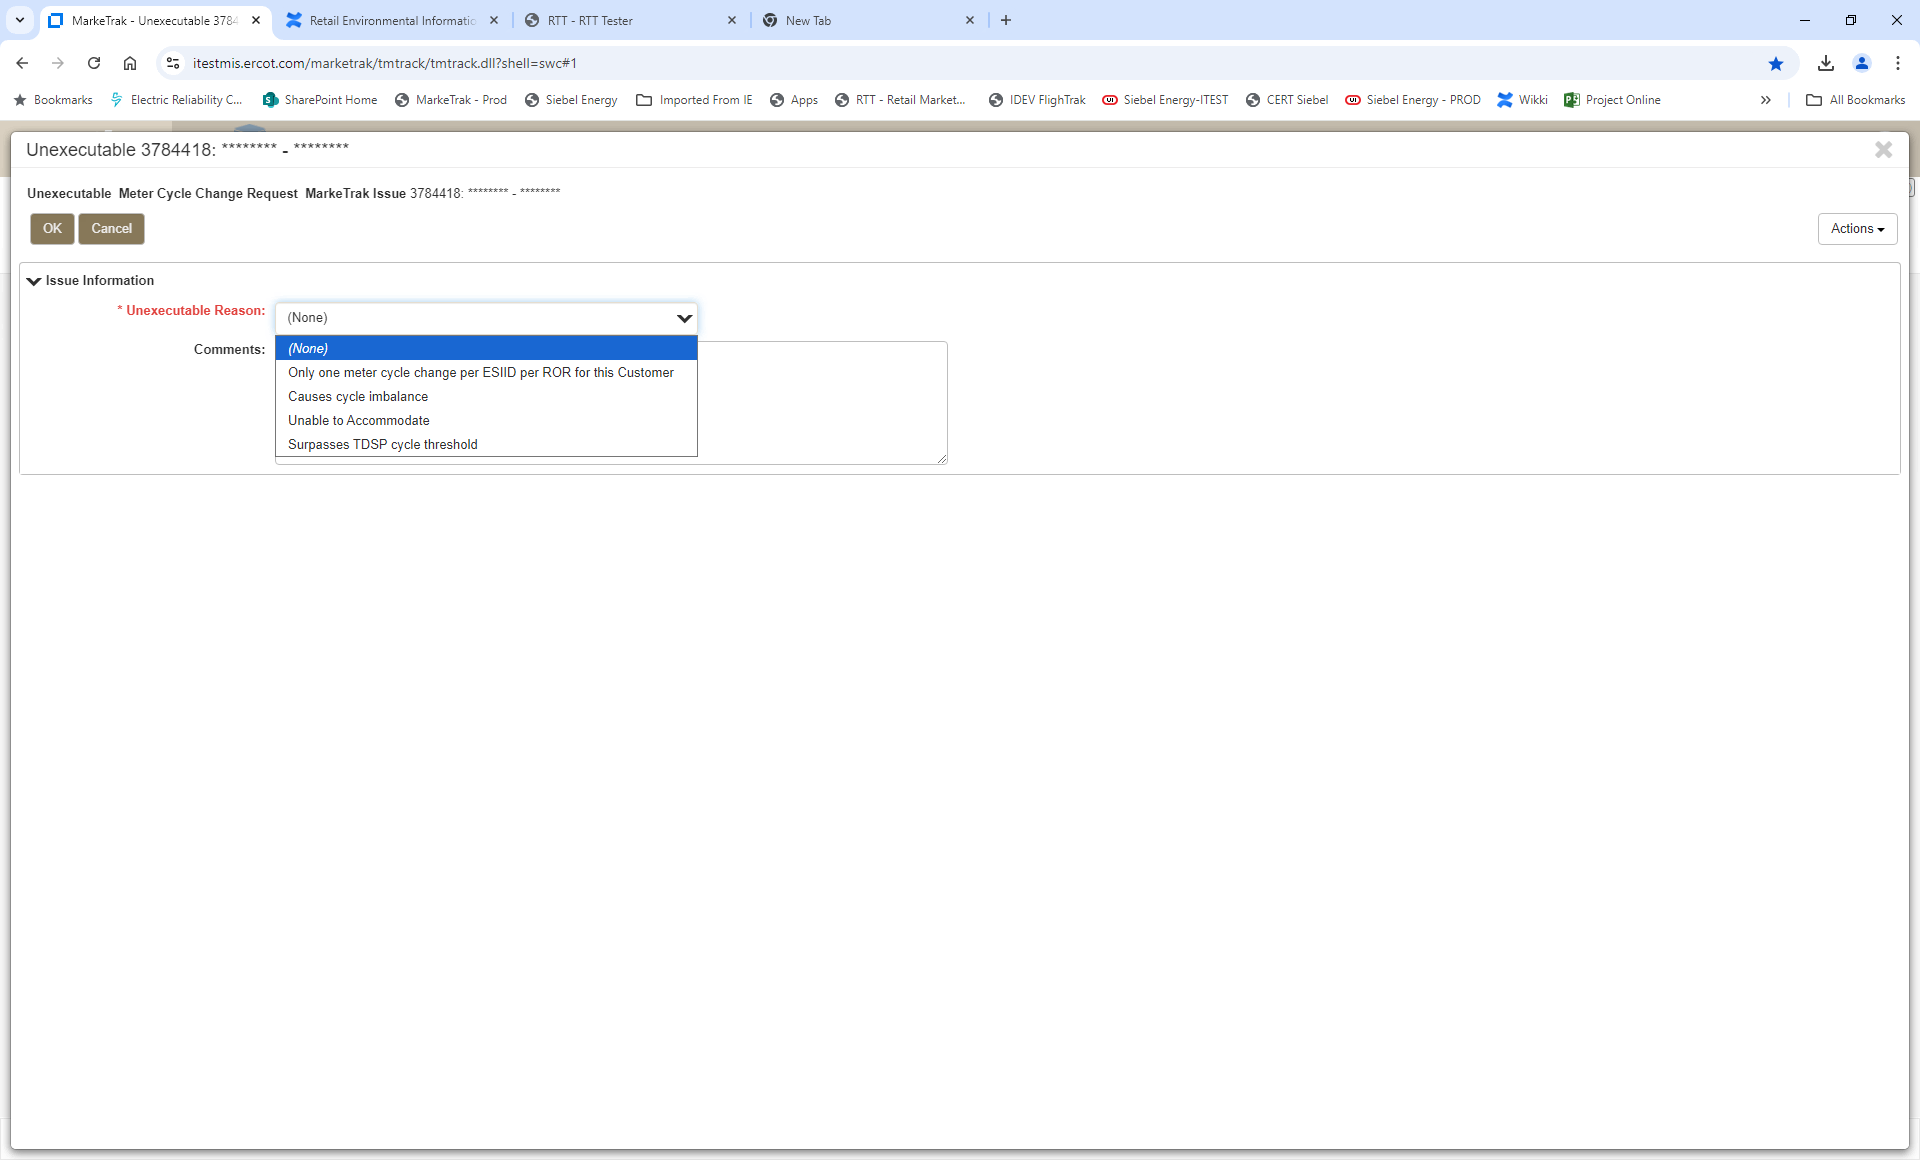 MarkeTrak - Unexecutable 3784
Retail Environmental Informatio
RTT - RTT Tester
New Tab
itestmis.ercot.com/marketrak/tmtrack/tmtrack.dll?shell=swc#1
Bookmarks
Electric Reliability C...
SharePoint Home
MarkeTrak - Prod
Siebel Energy
Imported From IE
Apps
RTT - Retail Market...
IDEV FlighTrak
Siebel Energy-ITEST
CERT Siebel
Siebel Energy - PROD
Wikki
Project Online
All Bookmarks
Unexecutable 3784418: ******** - ********
Unexecutable Meter Cycle Change Request MarkeTrak Issue 3784418: ******** - ********
OK Cancel
Actions
Issue Information
* Unexecutable Reason: (None)
Comments:
(None)
Only one meter cycle change per ESIID per ROR for this Customer
Causes cycle imbalance
Unable to Accommodate
Surpasses TDSP cycle threshold